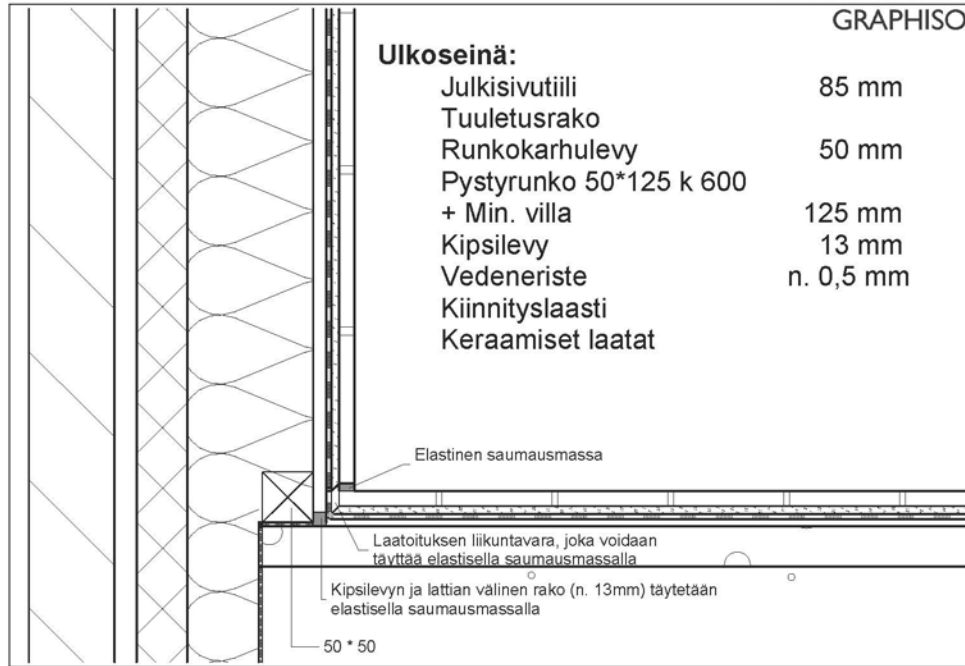 GRAPHISO
Ulkoseinä:
Julkisivutiili 85 mm
Tuuletusrako
Runkokarhulevy 50 mm
Pystyrunko 50*125 k 600
+ Min. villa 125 mm
Kipsilevy 13 mm
Vedeneriste n. 0,5 mm
Kiinnityslaasti
Keraamiset laatat
Elastinen saumausmassa
Laatoituksen liikuntavara, joka voidaan
täyttää elastisella saumausmassalla
Kipsilevyn ja lattian välinen rako (n. 13mm) täytetään
elastisella saumausmassalla
50 * 50